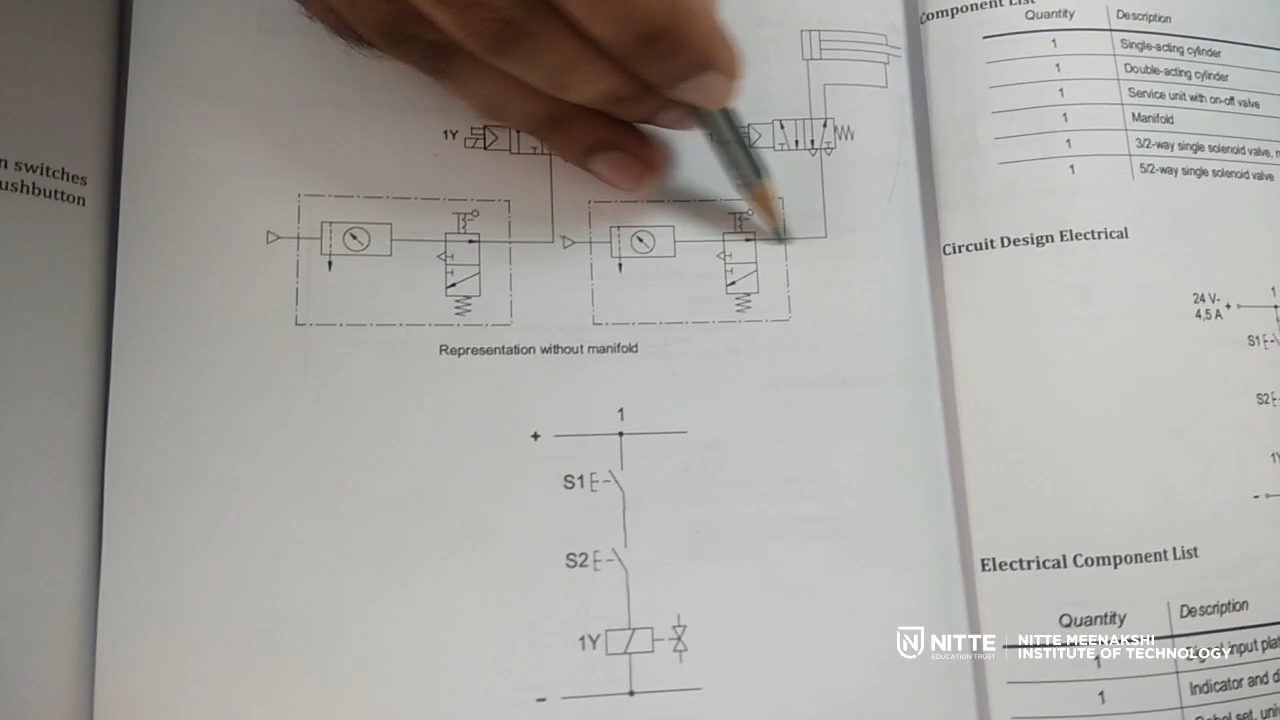 n switches
ushbutton
1Y
Representation without manifold
1
+
S1
S2
1Y
-
Component List
Quantity Description
1 Single-acting cylinder
1 Double-acting cylinder
1 Service unit with on-off valve
1 Manifold
1 3/2-way single solenoid valve,
1 5/2-way single solenoid valve
Circuit Design Electrical
1
24 V-
4,5 A +
S1
S2
1Y
-
Electrical Component List
Quantity Description
1 input
1 Indicator and
NITTE
EDUCATION TRUST
NITTE MEENAKSHI
INSTITUTE OF TECHNOLOGY